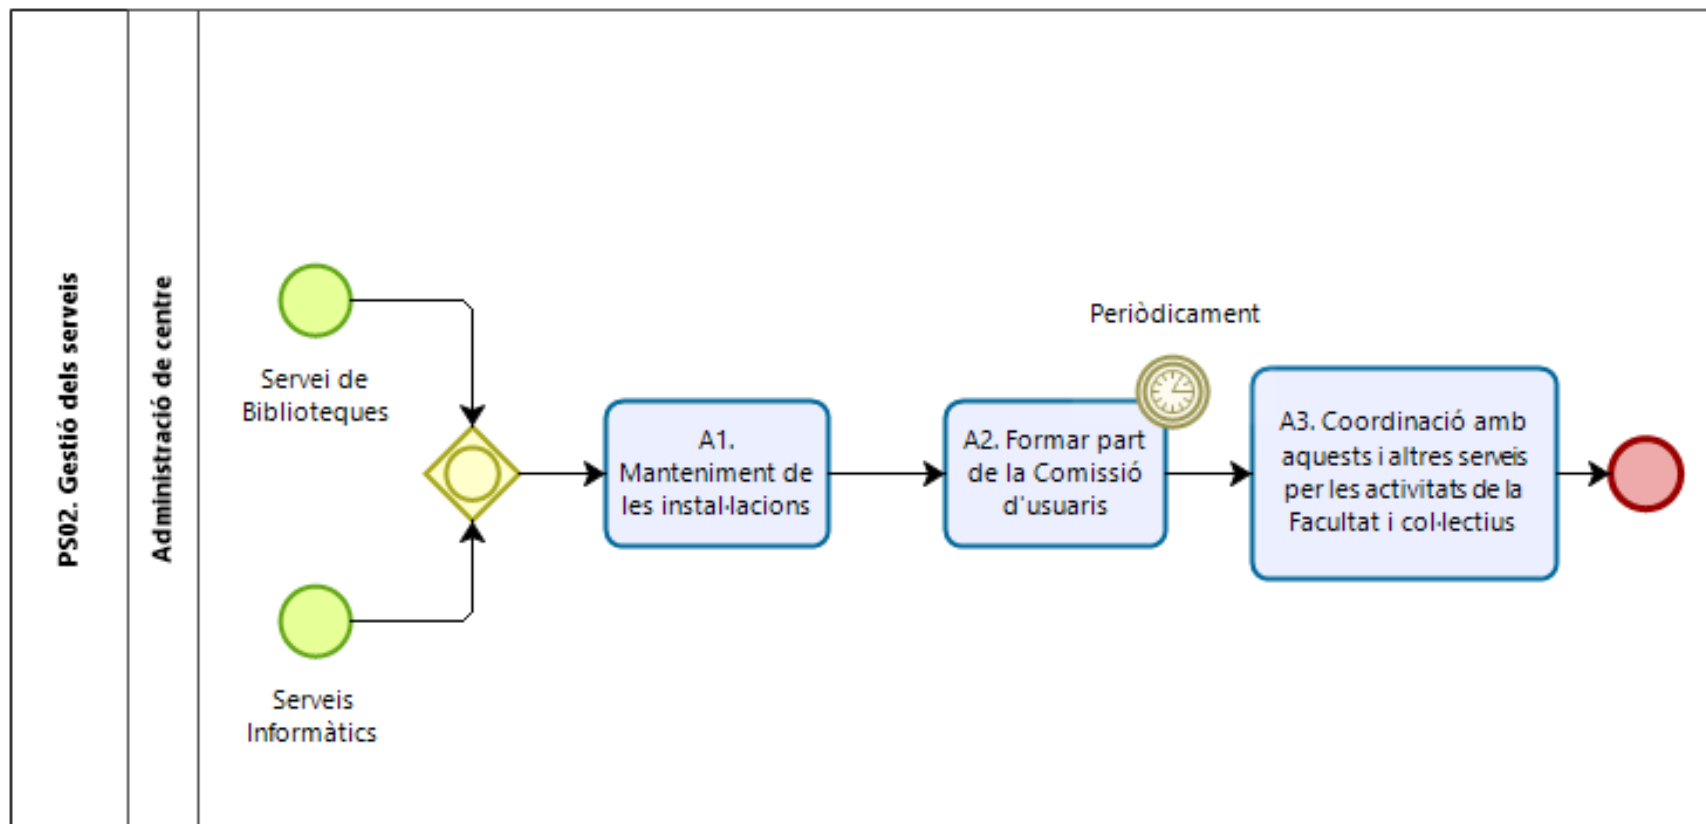 PS02. Gestió dels serveis
Administració de centre
Servei de
Biblioteques
Serveis
Informàtics
A1.
Manteniment de
les instal·lacions
Periòdicament
A2. Formar part
de la Comissió
d'usuaris
A3. Coordinació amb
aquests i altres serveis
per les activitats de la
Facultat i col·lectius